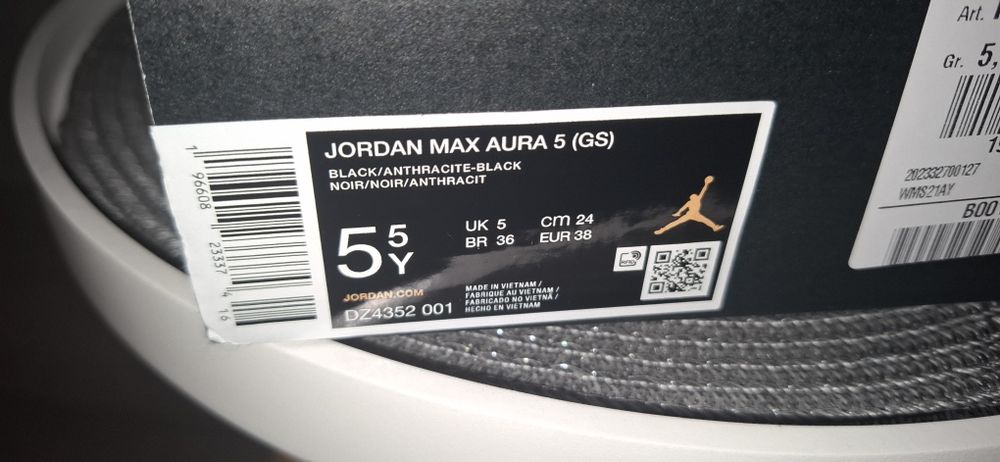 JORDAN MAX AURA 5 (GS)
BLACK/ANTHRACITE-BLACK
NOIR/NOIR/ANTHRACIT
5 5 Y
UK 5 CM 24
BR 36 EUR 38
JORDAN.COM
DZ4352 001
MADE IN VIETNAM /
FABRIQUE AU VIETNAM /
FABRICADO NO VIETNÃ /
HECHO EN VIETNAM
1 96608 23337 4 16
Art.
Gr. 5,
202332700127
WMS21AY
B00